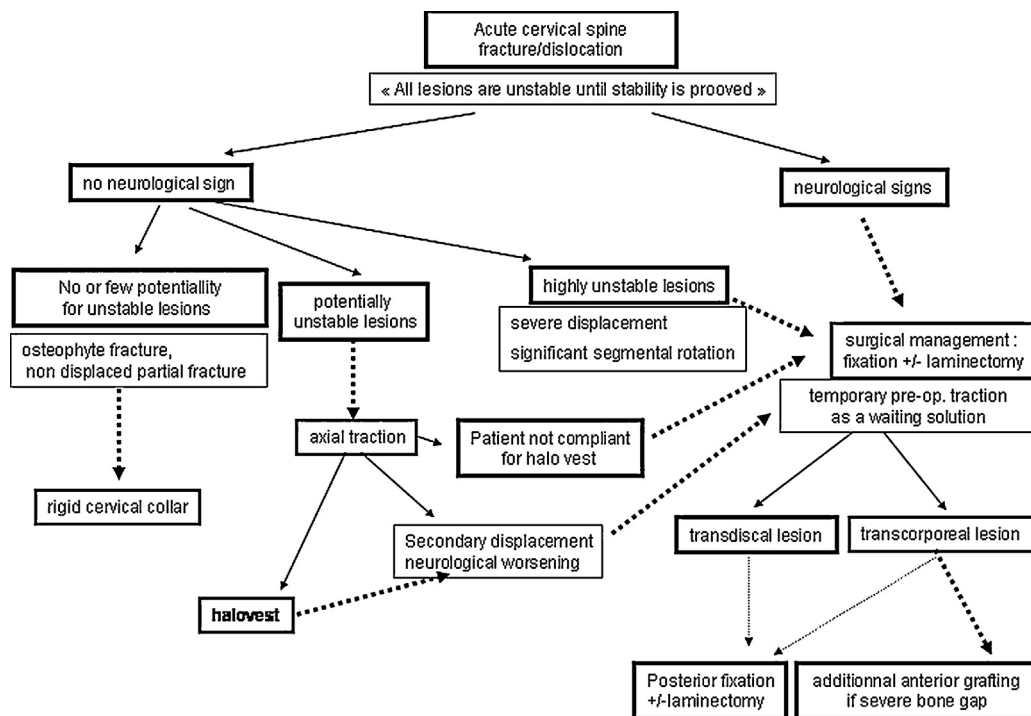 Acute cervical spine
fracture/dislocation
« All lesions are unstable until stability is prooved »
no neurological sign
neurological signs
No or few potentiallity
for unstable lesions
potentially
unstable lesions
highly unstable lesions
osteophyte fracture,
non displaced partial fracture
severe displacement
significant segmental rotation
surgical management :
fixation +/- laminectomy
temporary pre-op. traction
as a waiting solution
axial traction
Patient not compliant
for halo vest
rigid cervical collar
Secondary displacement
neurological worsening
transdiscal lesion
transcorporeal lesion
halovest
Posterior fixation
+/-laminectomy
additionnal anterior grafting
if severe bone gap